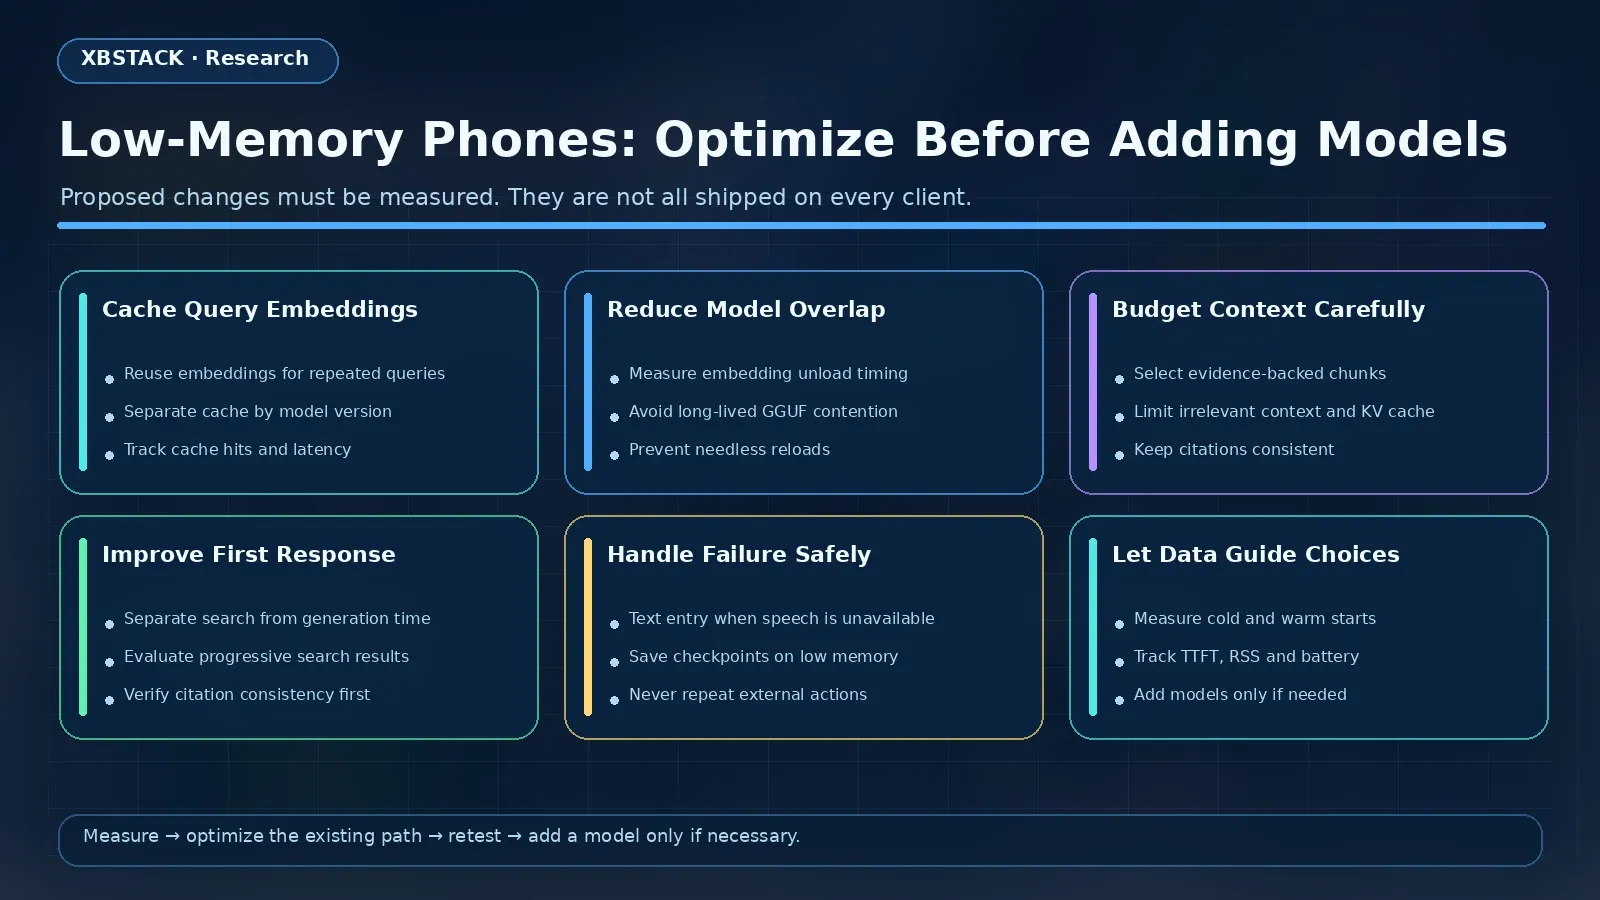 XBSTACK · Research
Low-Memory Phones: Optimize Before Adding Models
Proposed changes must be measured. They are not all shipped on every client.
Cache Query Embeddings
Reuse embeddings for repeated queries
Separate cache by model version
Track cache hits and latency
Reduce Model Overlap
Measure embedding unload timing
Avoid long-lived GGUF contention
Prevent needless reloads
Budget Context Carefully
Select evidence-backed chunks
Limit irrelevant context and KV cache
Keep citations consistent
Improve First Response
Separate search from generation time
Evaluate progressive search results
Verify citation consistency first
Handle Failure Safely
Text entry when speech is unavailable
Save checkpoints on low memory
Never repeat external actions
Let Data Guide Choices
Measure cold and warm starts
Track TTFT, RSS and battery
Add models only if needed
Measure → optimize the existing path → retest → add a model only if necessary.